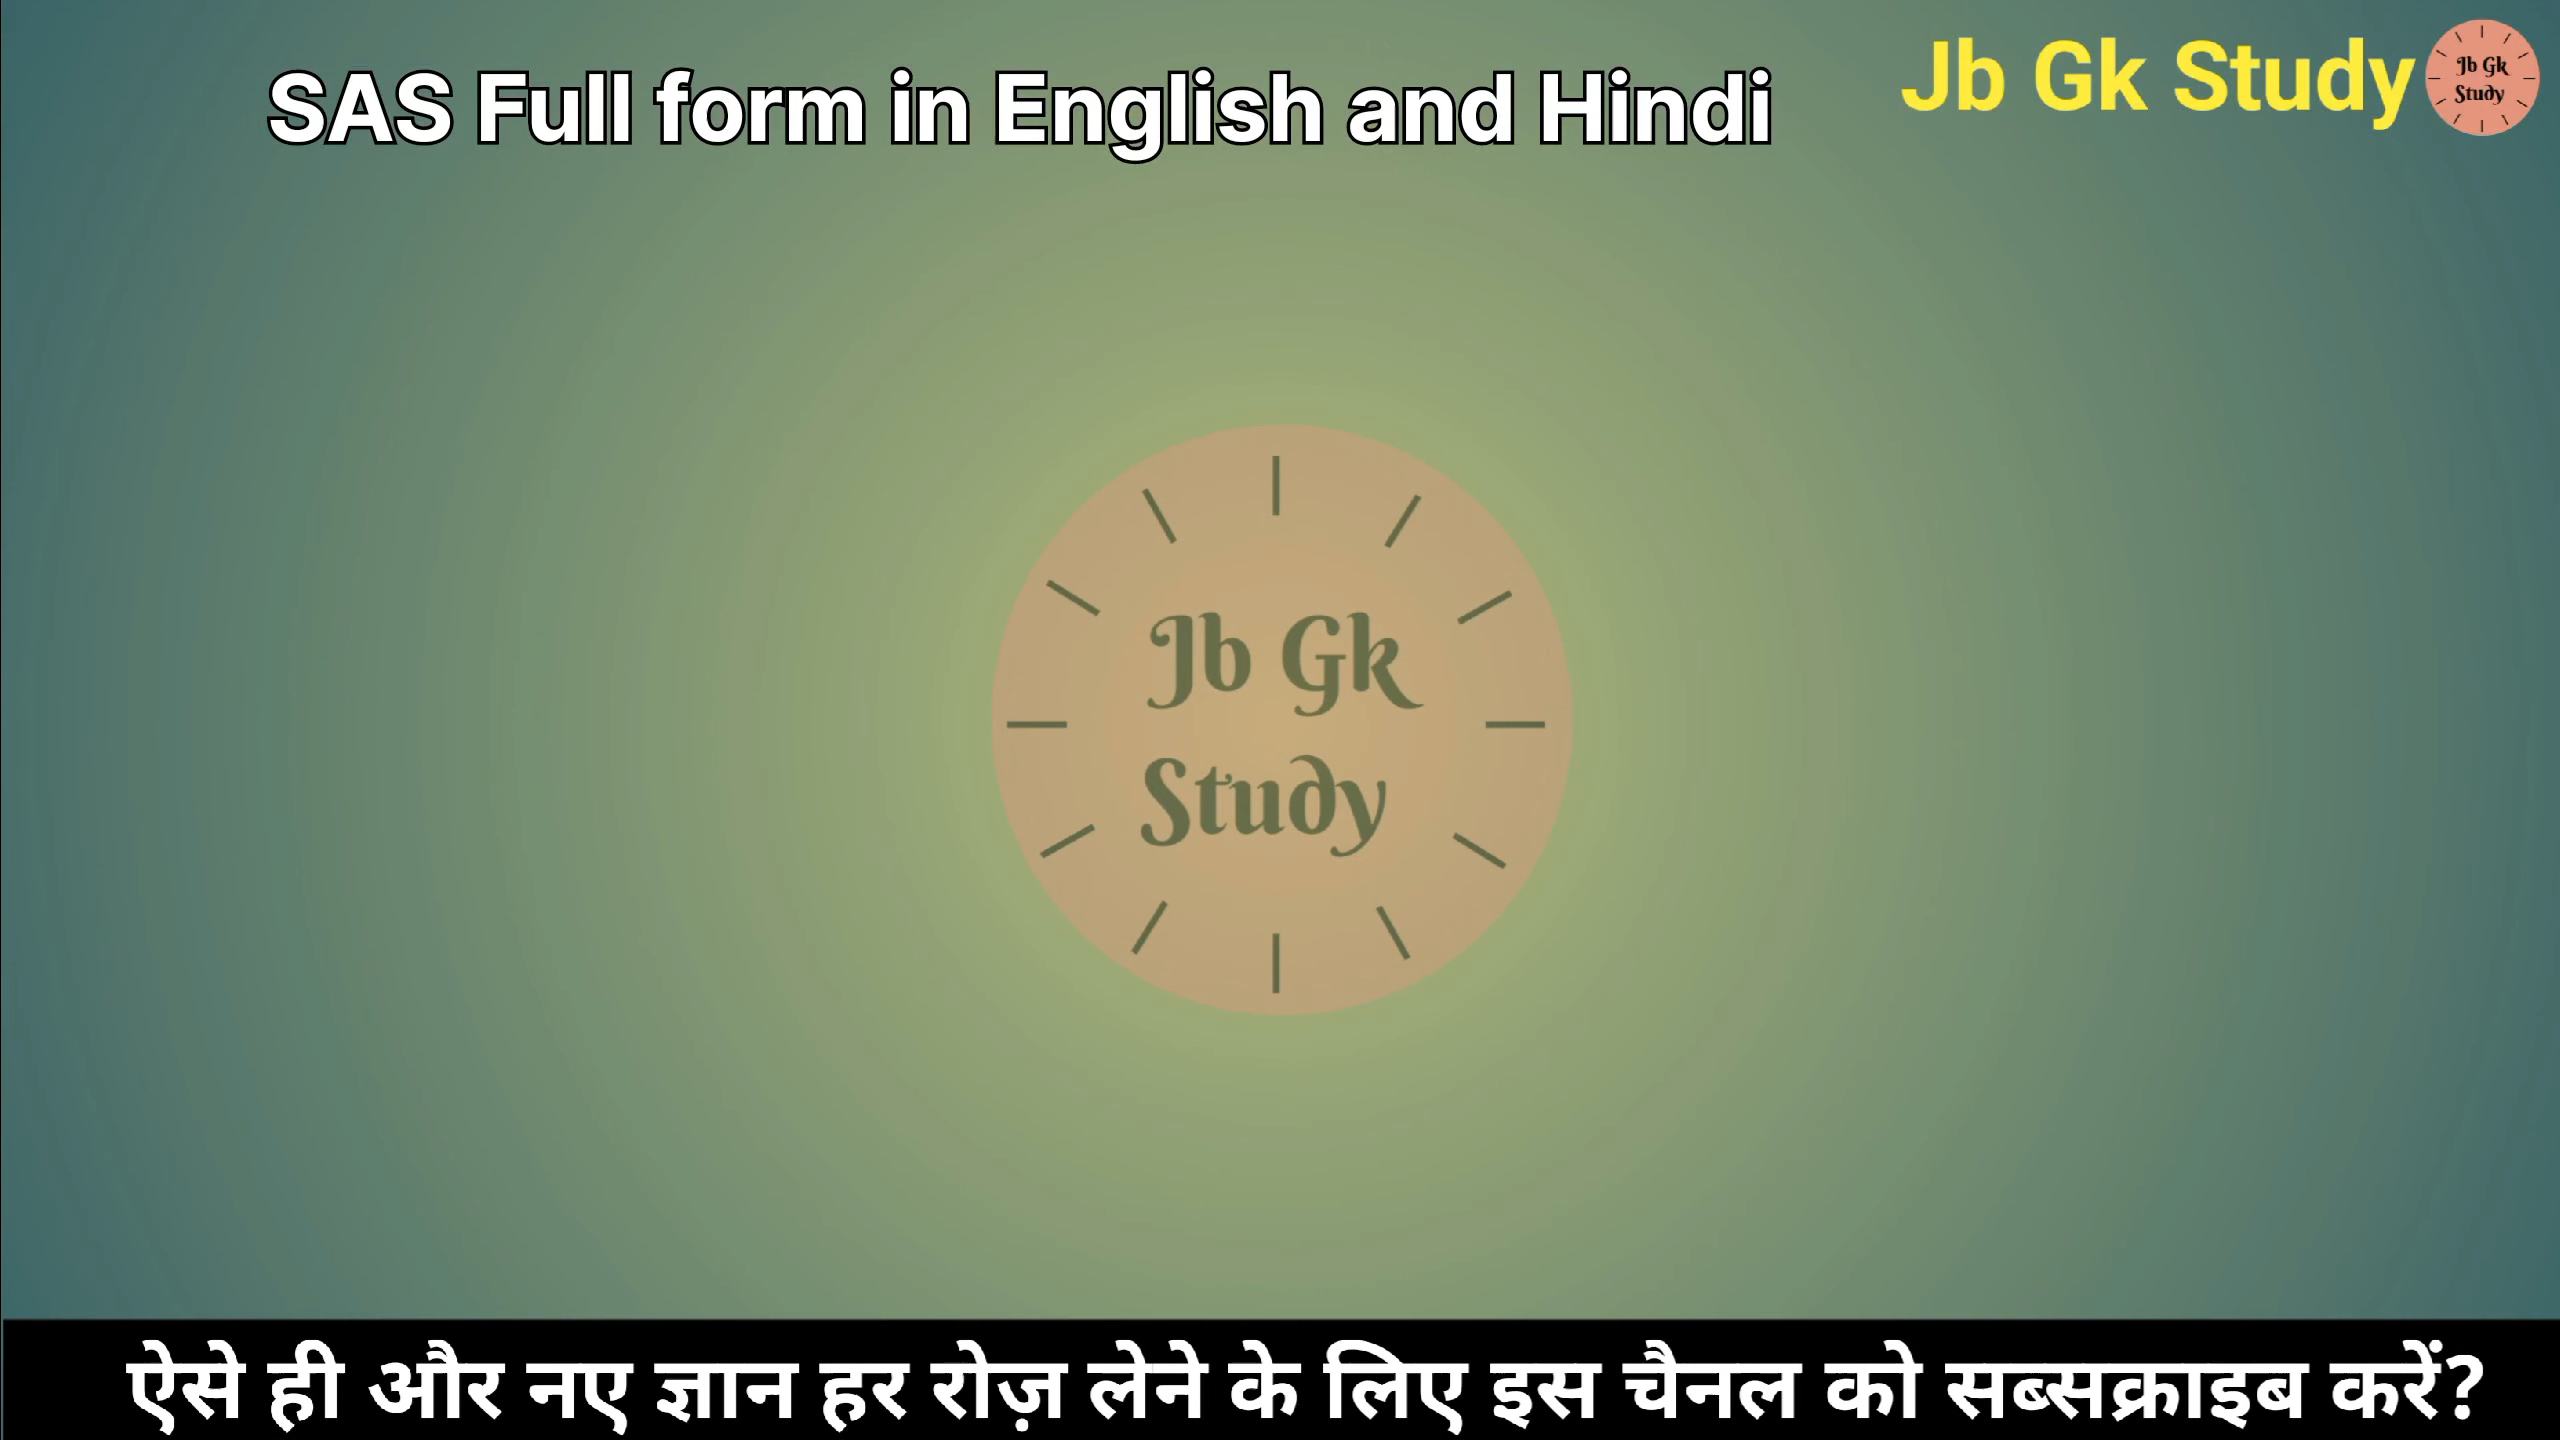 SAS Full form in English and Hindi
Jb Gk Study
Jb Gk
Study
Jb Gk
Study
ऐसे ही और नए ज्ञान हर रोज़ लेने के लिए इस चैनल को सब्सक्राइब करें?